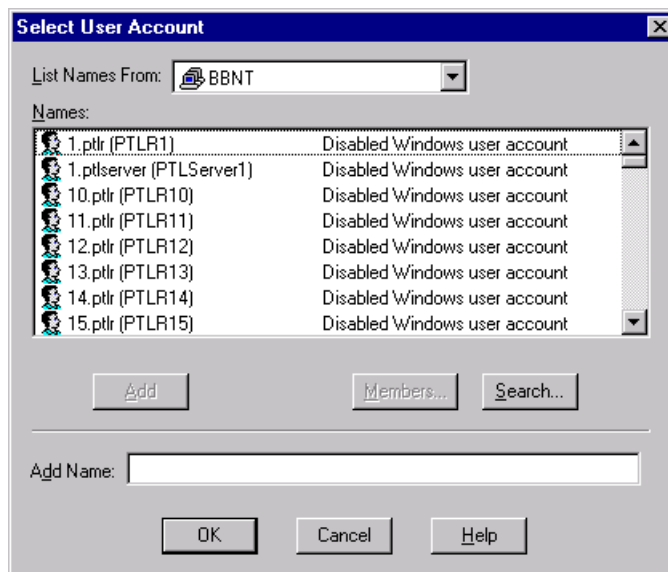 Select User Account
List Names From: BBNT
Names:
1.ptlr (PTLR1) Disabled Windows user account
1.ptlserver (PTLServer1) Disabled Windows user account
10.ptlr (PTLR10) Disabled Windows user account
11.ptlr (PTLR11) Disabled Windows user account
12.ptlr (PTLR12) Disabled Windows user account
13.ptlr (PTLR13) Disabled Windows user account
14.ptlr (PTLR14) Disabled Windows user account
15.ptlr (PTLR15) Disabled Windows user account
Add Members... Search...
Add Name:
OK Cancel Help